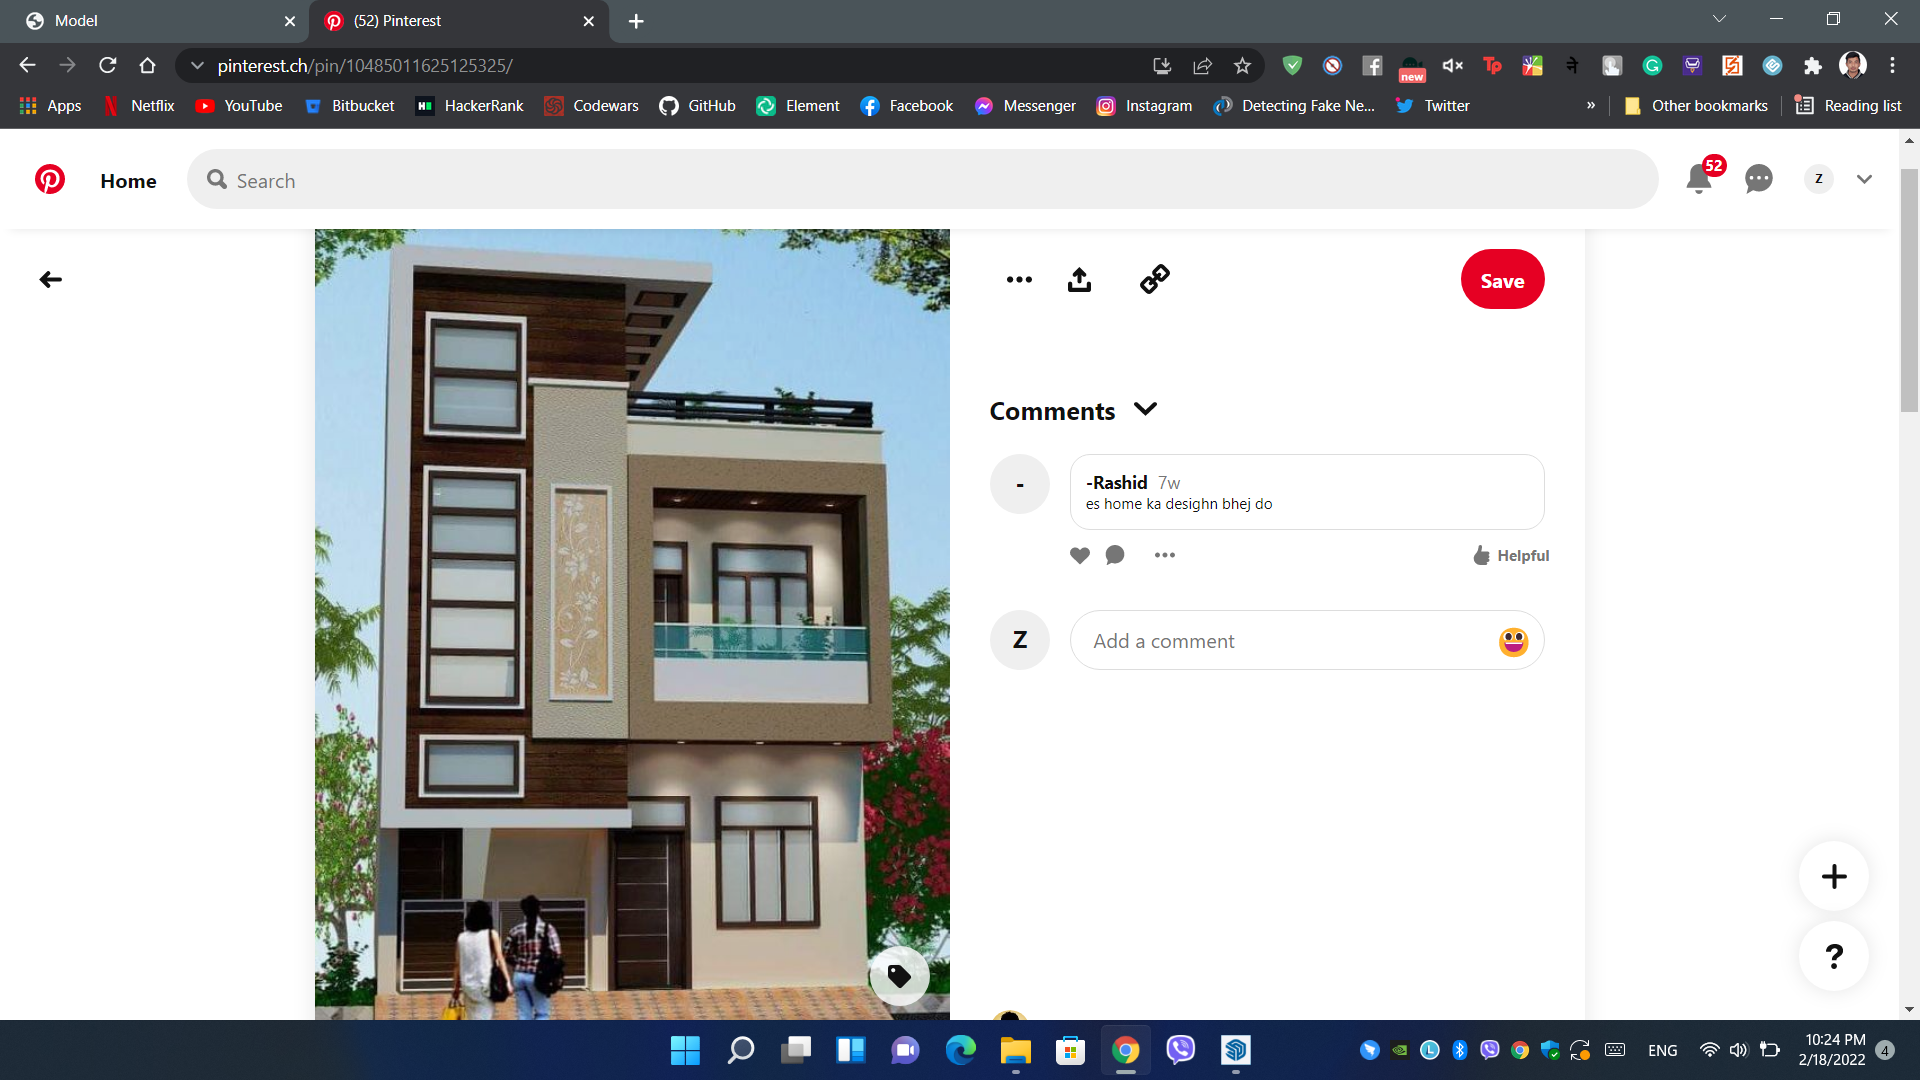 Model
(52) Pinterest
pinterest.ch/pin/10485011625125325/
new
Apps
Netflix
YouTube
Bitbucket
HackerRank
Codewars
GitHub
Element
Facebook
Messenger
Instagram
Detecting Fake Ne...
Twitter
»
Other bookmarks
Reading list
Home
Search
52
Z
Save
Comments
-
-Rashid 7w
es home ka desighn bhej do
Helpful
Z
Add a comment
?
ENG
10:24 PM
2/18/2022
4